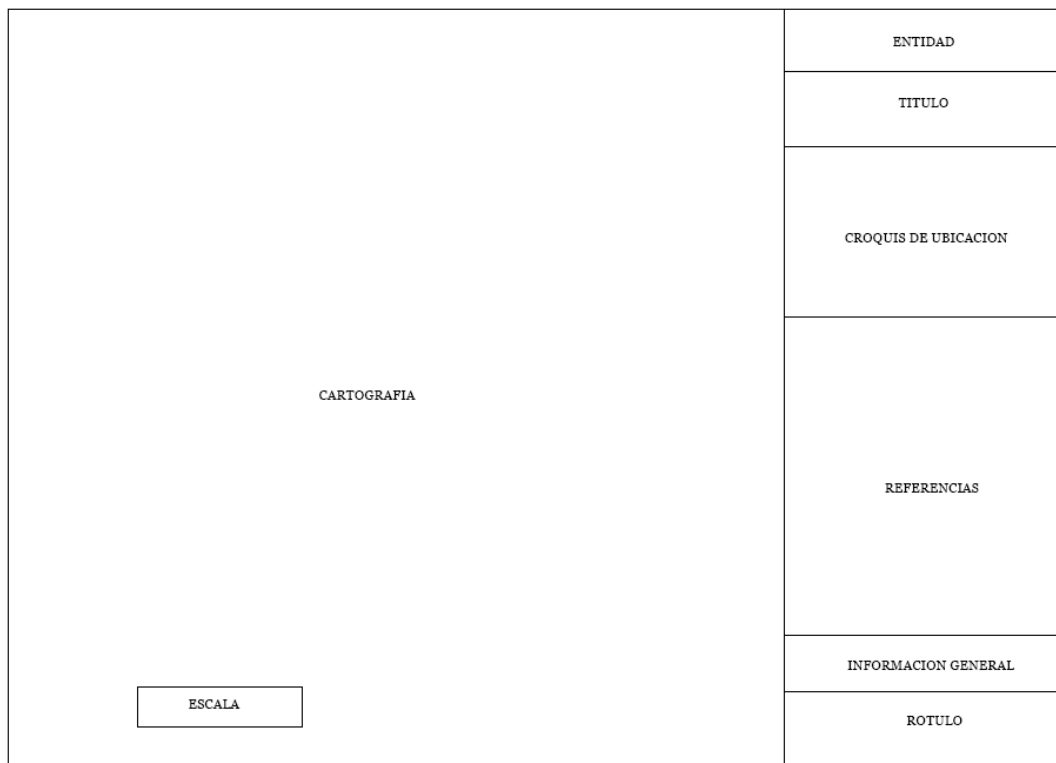 ENTIDAD
TITULO
CROQUIS DE UBICACION
CARTOGRAFIA
REFERENCIAS
INFORMACION GENERAL
ESCALA
ROTULO